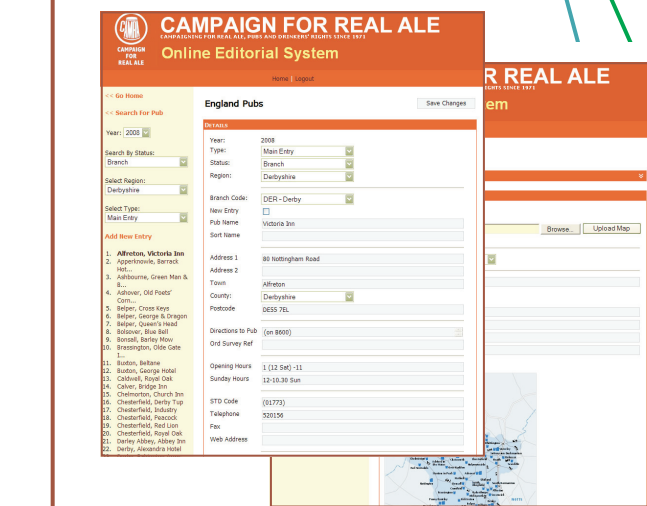 CAMPAIGN FOR REAL ALE
CAMPAIGNING FOR REAL ALE, PUBS AND DRINKERS' RIGHTS SINCE 1971
CAMRA
CAMPAIGN
FOR
REAL ALE
Online Editorial System
Home | Logout
<< Go Home
<< Search For Pub
Year: 2008
Search By Status:
Branch
Select Region:
Derbyshire
Select Type:
Main Entry
Add New Entry
1. Alfreton, Victoria Inn
2. Apperknowle, Barrack
Hot...
3. Ashbourne, Green Man &
B...
4. Ashover, Old Poets'
Corn...
5. Belper, Cross Keys
6. Belper, George & Dragon
7. Belper, Queen's Head
8. Bolsover, Blue Bell
9. Bonsall, Barley Mow
10. Brassington, Olde Gate
I...
11. Buxton, Beltane
12. Buxton, George Hotel
13. Caldwell, Royal Oak
14. Calver, Bridge Inn
15. Chelmorton, Church Inn
16. Chesterfield, Derby Tup
17. Chesterfield, Industry
18. Chesterfield, Peacock
19. Chesterfield, Red Lion
20. Chesterfield, Royal Oak
21. Darley Abbey, Abbey Inn
22. Derby, Alexandra Hotel
England Pubs
Save Changes
DETAILS
Year: 2008
Type: Main Entry
Status: Branch
Region: Derbyshire
Branch Code: DER - Derby
New Entry
Pub Name Victoria Inn
Sort Name
Address 1 80 Nottingham Road
Address 2
Town Alfreton
County: Derbyshire
Postcode DE55 7EL
Directions to Pub (on B600)
Ord Survey Ref
Opening Hours 1 (12 Sat) -11
Sunday Hours 12-10.30 Sun
STD Code (01773)
Telephone 520156
Fax
Web Address
R REAL ALE
IGHTS SINCE 1971
em
Browse... Upload Map